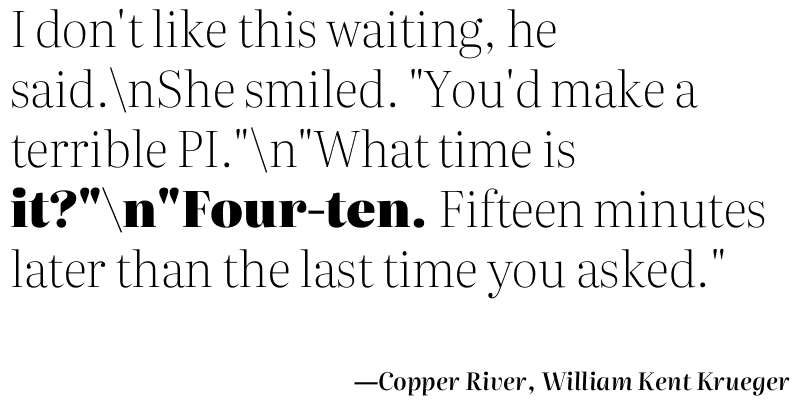 I don't like this waiting, he
said.\nShe smiled. "You'd make a
terrible PI."\n"What time is
it?"\n"Four-ten. Fifteen minutes
later than the last time you asked."
—Copper River, William Kent Krueger